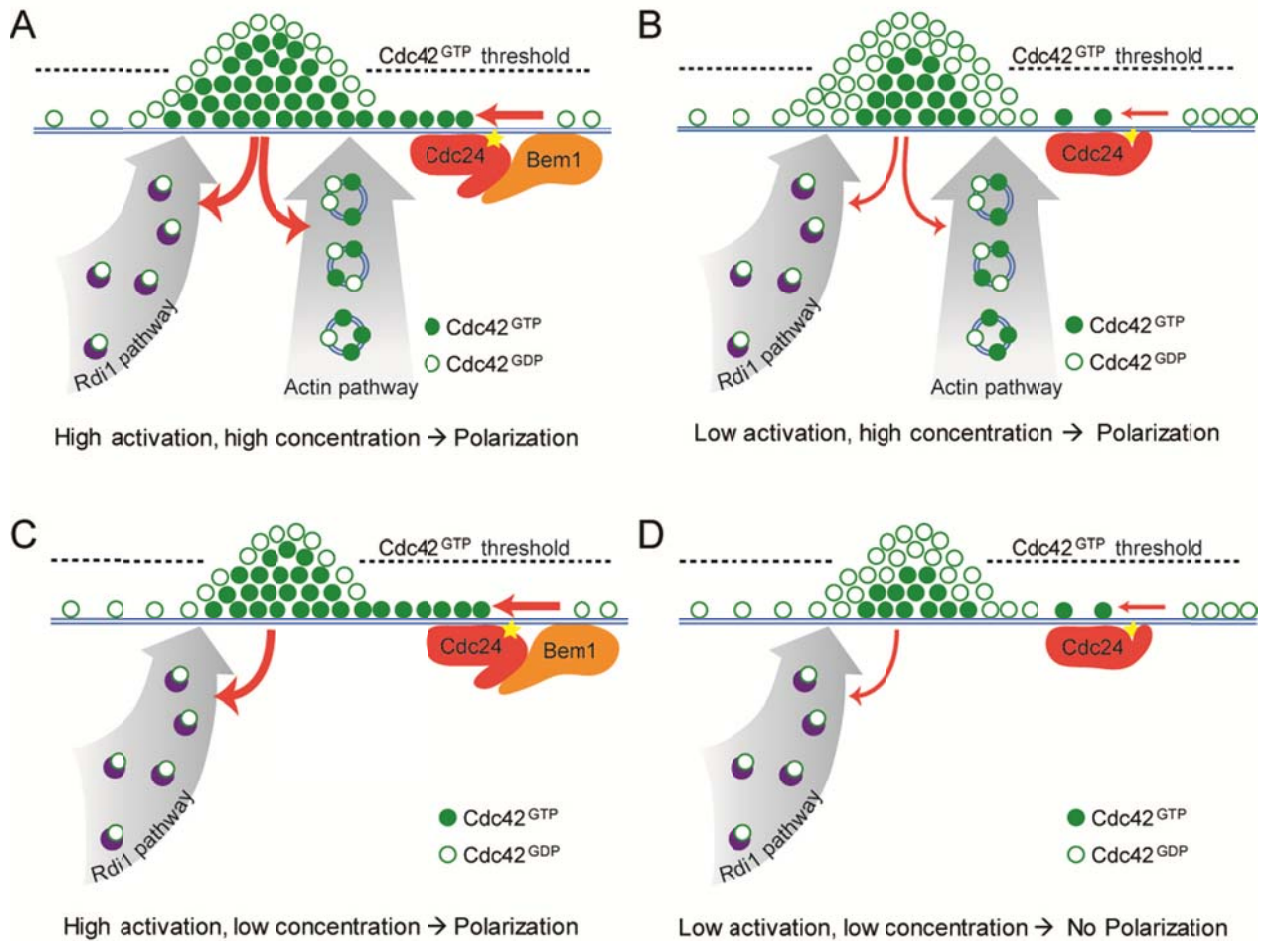 A
Cdc42GTP threshold
Cdc24
Bem1
Rdi1 pathway
Actin pathway
Cdc42GTP
Cdc42GDP
High activation, high concentration → Polarization
B
Cdc42GTP threshold
Cdc24
Rdi1 pathway
Actin pathway
Cdc42GTP
Cdc42GDP
Low activation, high concentration → Polarization
C
Cdc42GTP threshold
Cdc24
Bem1
Rdi1 pathway
Cdc42GTP
Cdc42GDP
High activation, low concentration → Polarization
D
Cdc42GTP threshold
Cdc24
Rdi1 pathway
Cdc42GTP
Cdc42GDP
Low activation, low concentration → No Polarization